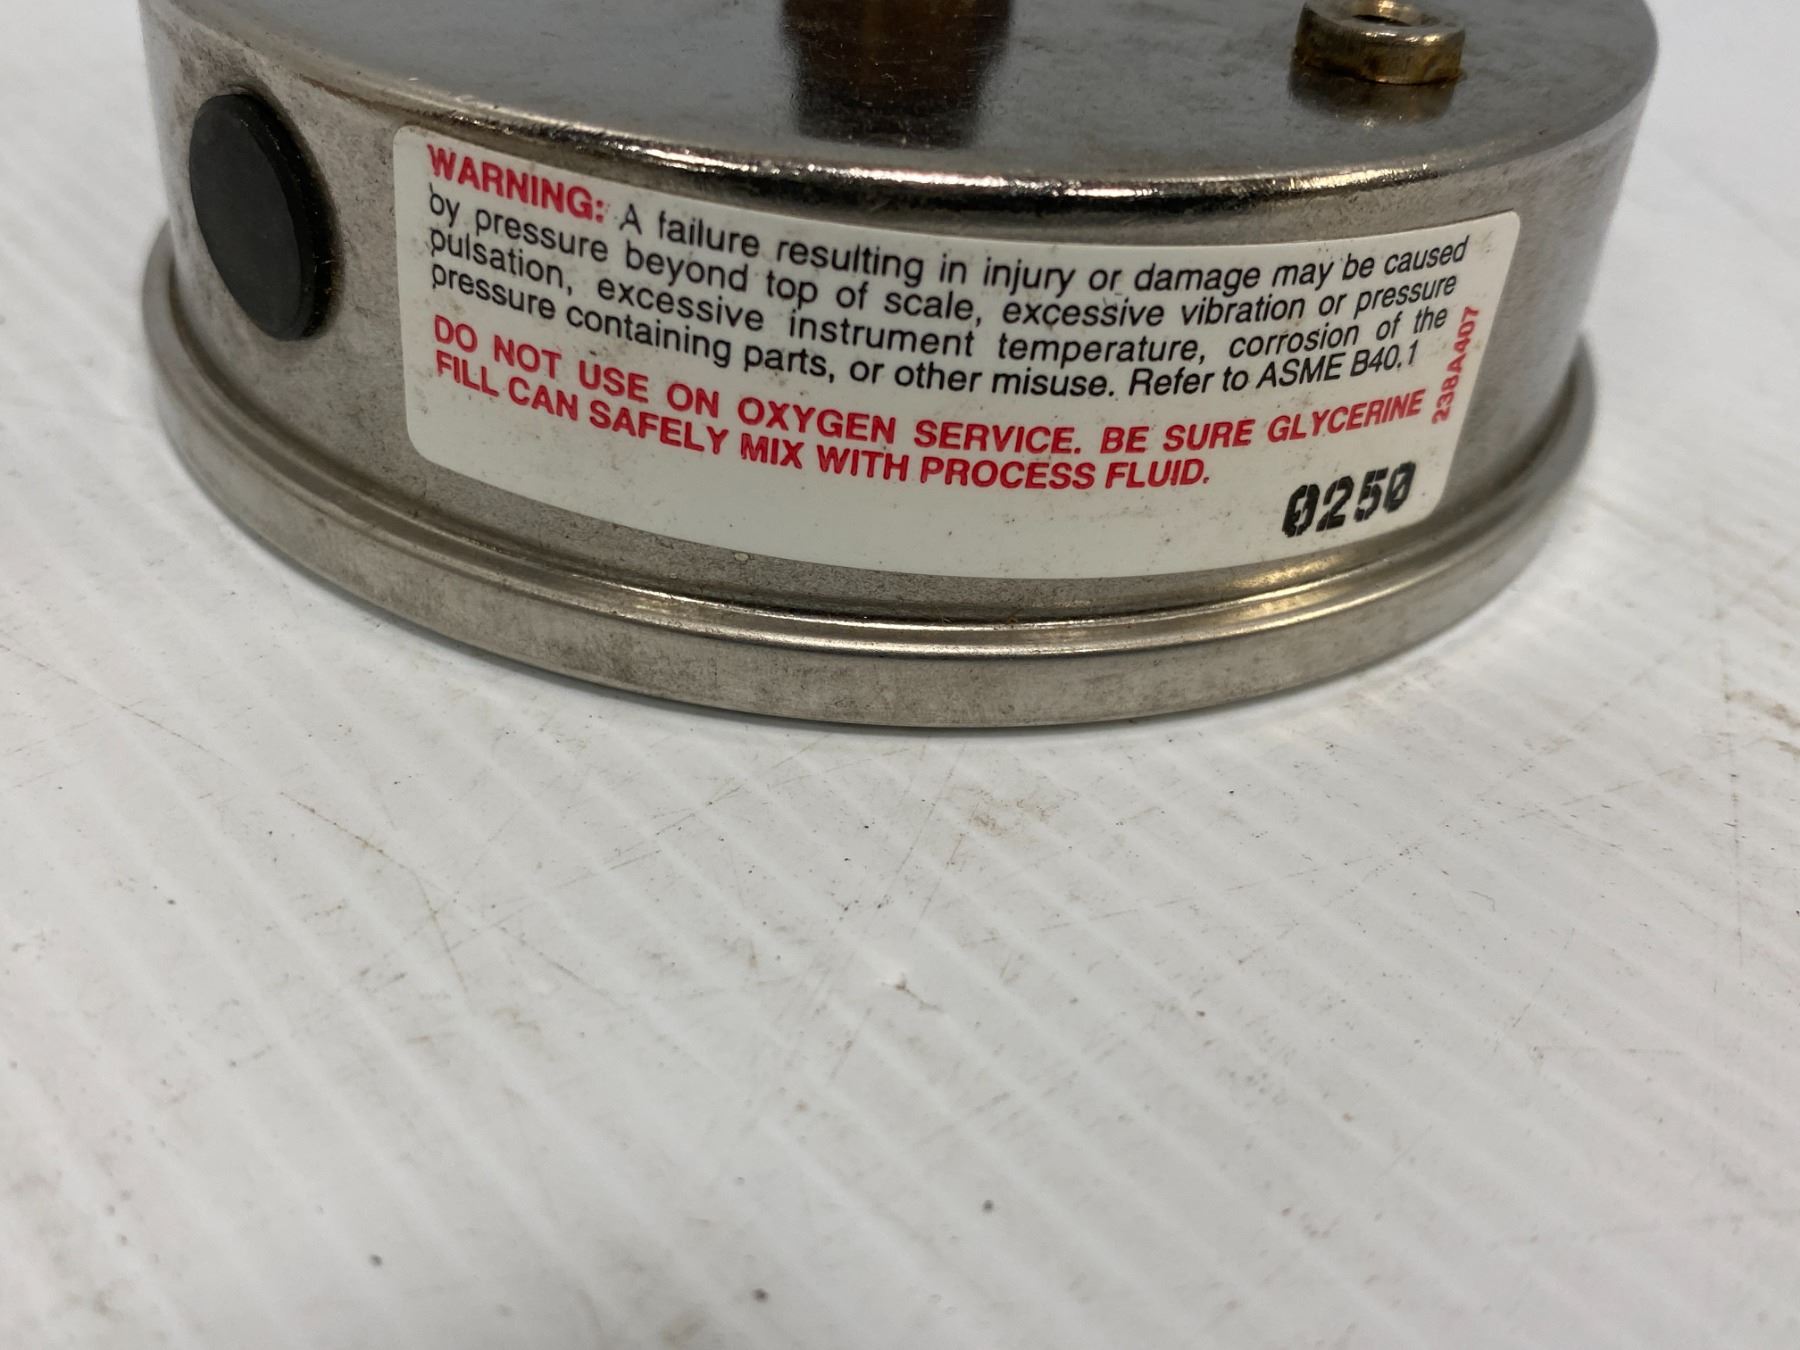 WARNING: A failure resulting in injury or damage may be caused
by pressure beyond top of scale, excessive vibration or pressure
pulsation, excessive instrument temperature, corrosion of the
pressure containing parts, or other misuse. Refer to ASME B40.1
DO NOT USE ON OXYGEN SERVICE. BE SURE GLYCERINE
FILL CAN SAFELY MIX WITH PROCESS FLUID.
238A407
0250